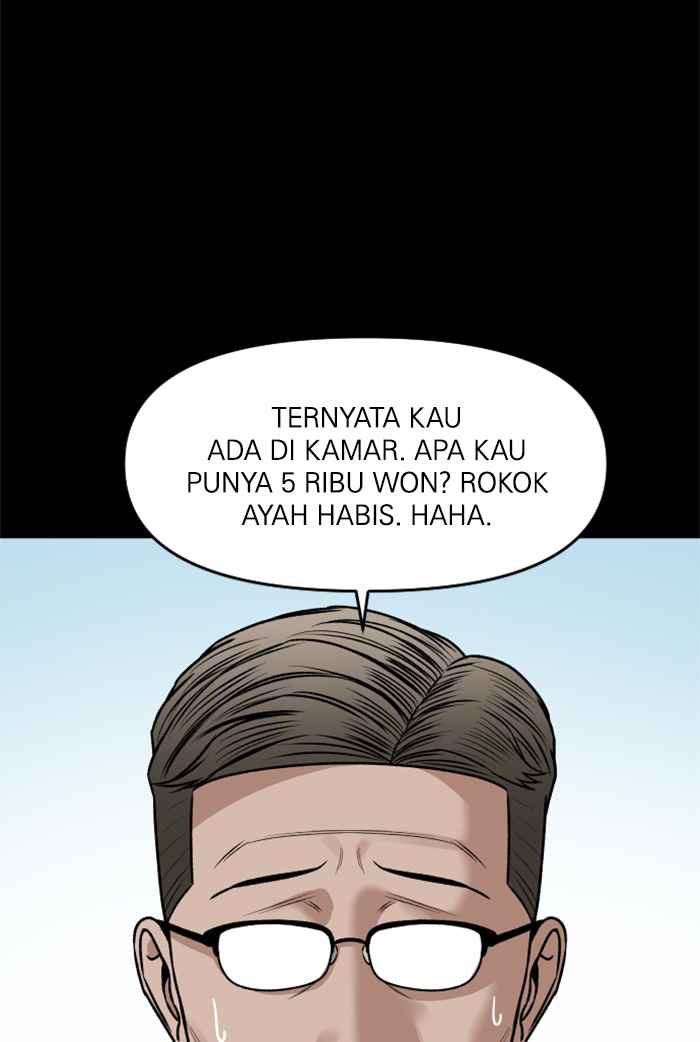 TERNYATA KAU
ADA DI KAMAR. APA KAU
PUNYA 5 RIBU WON? ROKOK
AYAH HABIS. HAHA.